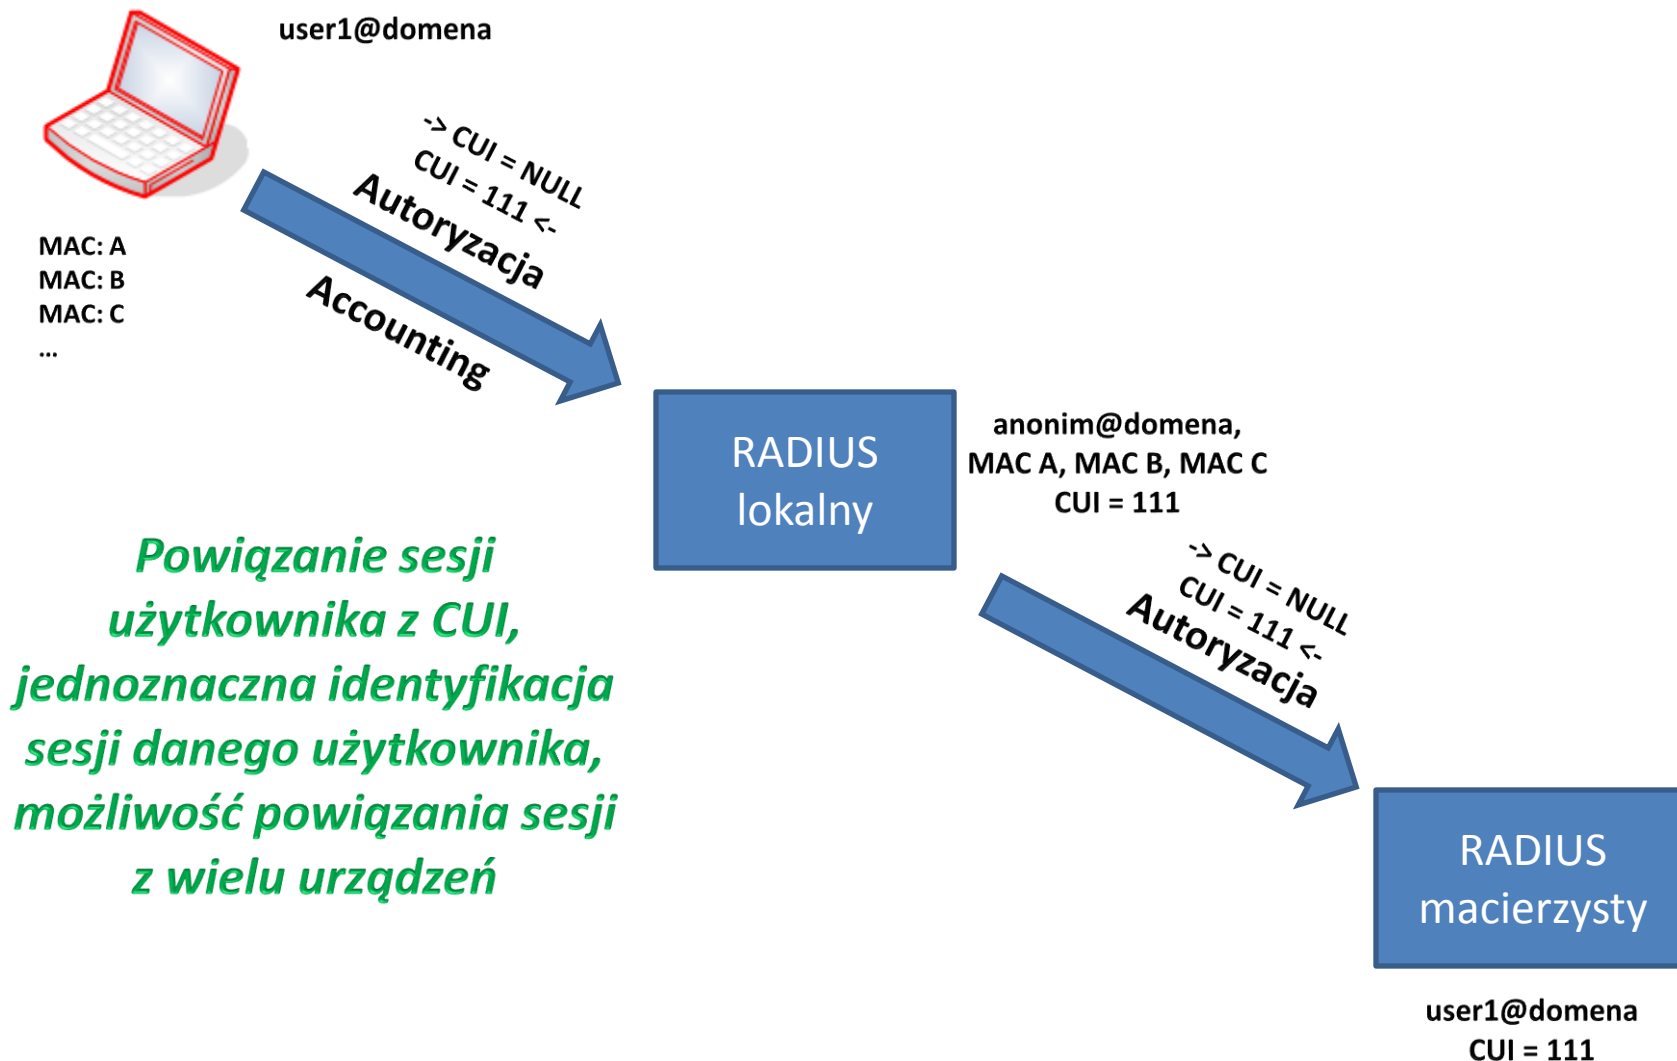 user1@domena
-> CUI = NULL
CUI = 111 <-
Autoryzacja
Accounting
MAC: A
MAC: B
MAC: C
...
RADIUS
lokalny
anonim@domena,
MAC A, MAC B, MAC C
CUI = 111
-> CUI = NULL
CUI = 111 <-
Autoryzacja
Powiązanie sesji
użytkownika z CUI,
jednoznaczna identyfikacja
sesji danego użytkownika,
możliwość powiązania sesji
z wielu urządzeń
RADIUS
macierzysty
user1@domena
CUI = 111